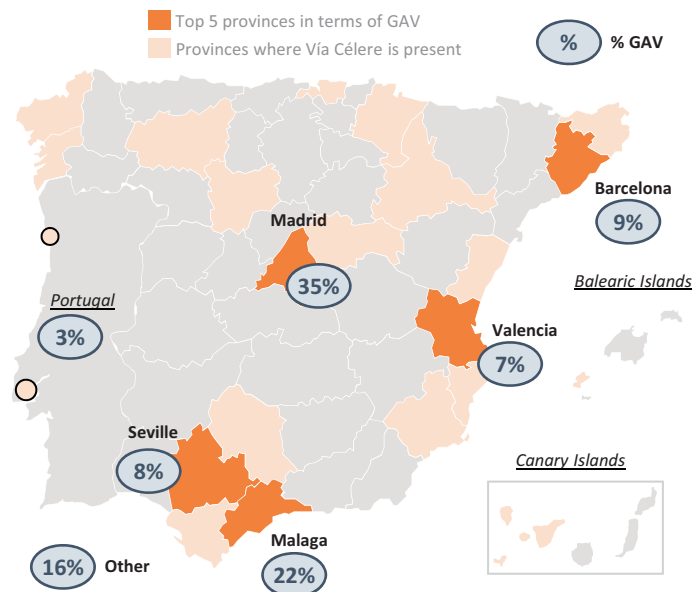 Top 5 provinces in terms of GAV
Provinces where Vía Célere is present
% % GAV
Barcelona
9%
Madrid
35%
Portugal
3%
Balearic Islands
Valencia
7%
Seville
8%
Canary Islands
16% Other
Malaga
22%